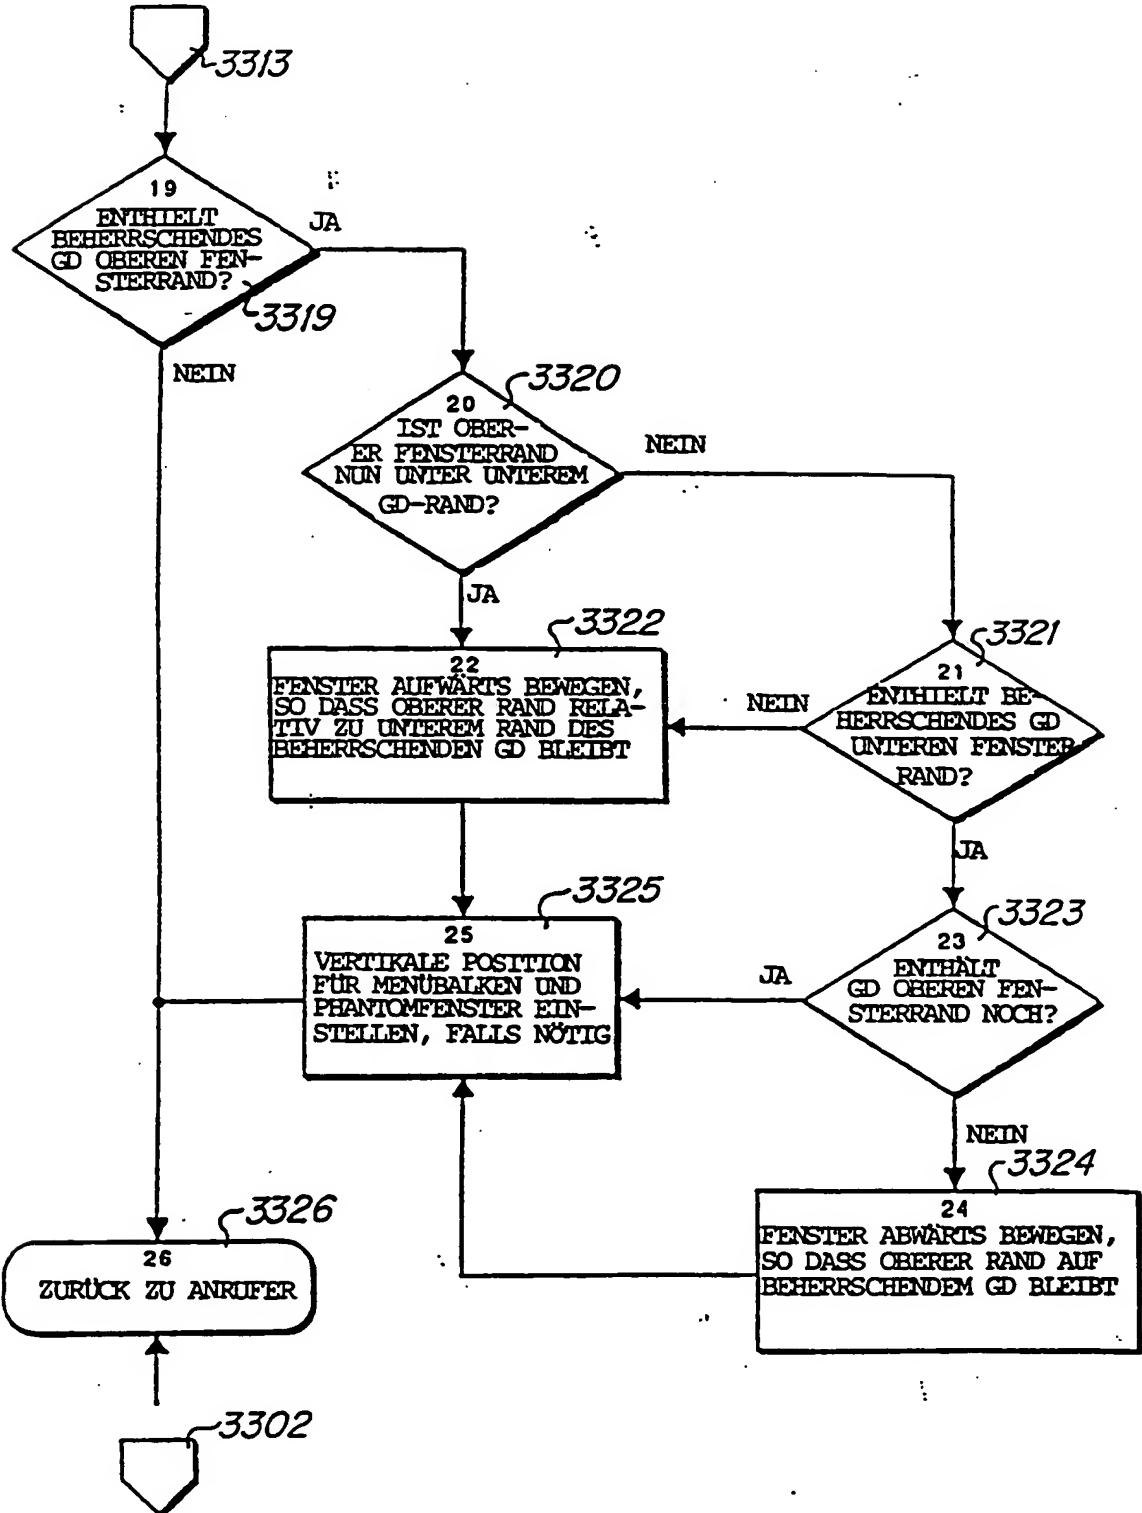 3313
19
ENTHIELT
BEHERRSCHENDES
GD OBEREN FEN-
STERRAND?
3319
JA
NEIN
3320
20
IST OBER-
ER FENSTERRAND
NUN UNTER UNTEREM
GD-RAND?
NEIN
JA
3322
22
FENSTER AUFWÄRTS BEWEGEN,
SO DASS OBERER RAND RELA-
TIV ZU UNTEREM RAND DES
BEHERRSCHENDEN GD BLEIBT
3321
21
ENTHIELT BE-
HERRSCHENDES GD
UNTEREN FENSTER
RAND?
NEIN
JA
3325
25
VERTIKALE POSITION
FÜR MENÜBALKEN UND
PHANTOMFENSTER EIN-
STELLEN, FALLS NÖTIG
3323
23
ENTHÄLT
GD OBEREN FEN-
STERRAND NOCH?
JA
NEIN
3324
24
FENSTER ABWÄRTS BEWEGEN,
SO DASS OBERER RAND AUF
BEHERRSCHENDEM GD BLEIBT
3326
26
ZURÜCK ZU ANRUFER
3302